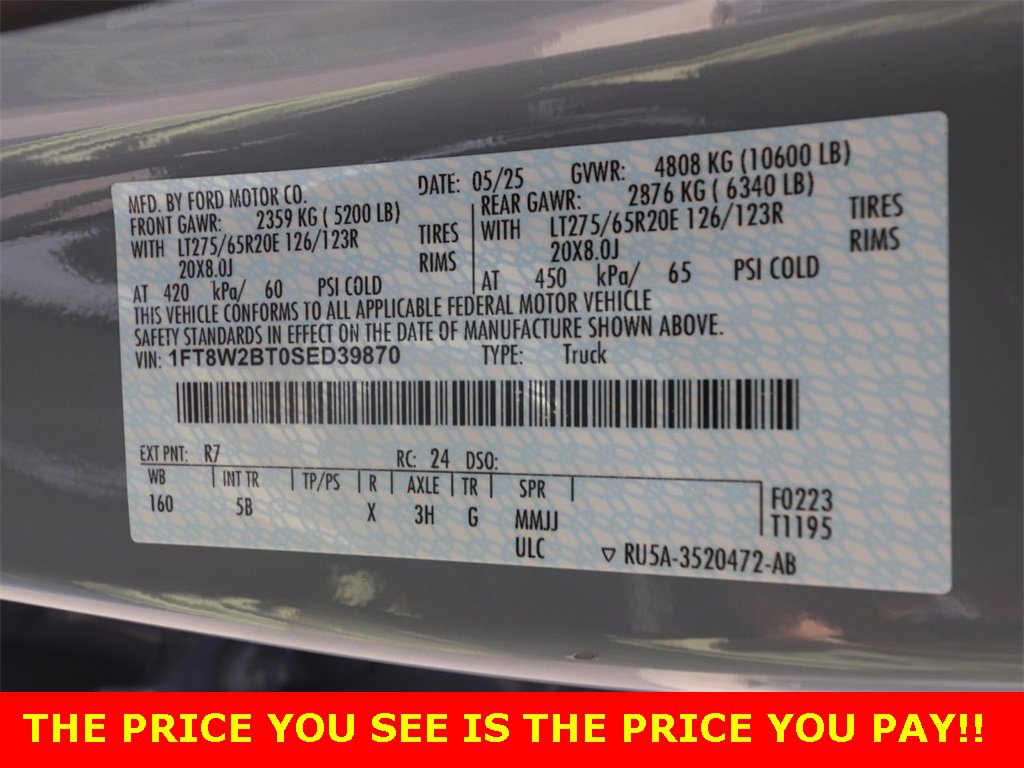 MFD. BY FORD MOTOR CO.
DATE: 05/25 GVWR: 4808 KG (10600 LB)
FRONT GAWR: 2359 KG ( 5200 LB)
REAR GAWR: 2876 KG ( 6340 LB)
WITH LT275/65R20E 126/123R TIRES
WITH LT275/65R20E 126/123R TIRES
20X8.0J RIMS
20X8.0J RIMS
AT 420 kPa/ 60 PSI COLD
AT 450 kPa/ 65 PSI COLD
THIS VEHICLE CONFORMS TO ALL APPLICABLE FEDERAL MOTOR VEHICLE
SAFETY STANDARDS IN EFFECT ON THE DATE OF MANUFACTURE SHOWN ABOVE.
VIN: 1FT8W2BT0SED39870 TYPE: Truck
EXT PNT: R7 RC: 24 DSO:
WB INT TR TP/PS R AXLE TR SPR
160 5B X 3H G MMJJ
ULC
F0223
T1195
▽ RU5A-3520472-AB
THE PRICE YOU SEE IS THE PRICE YOU PAY!!